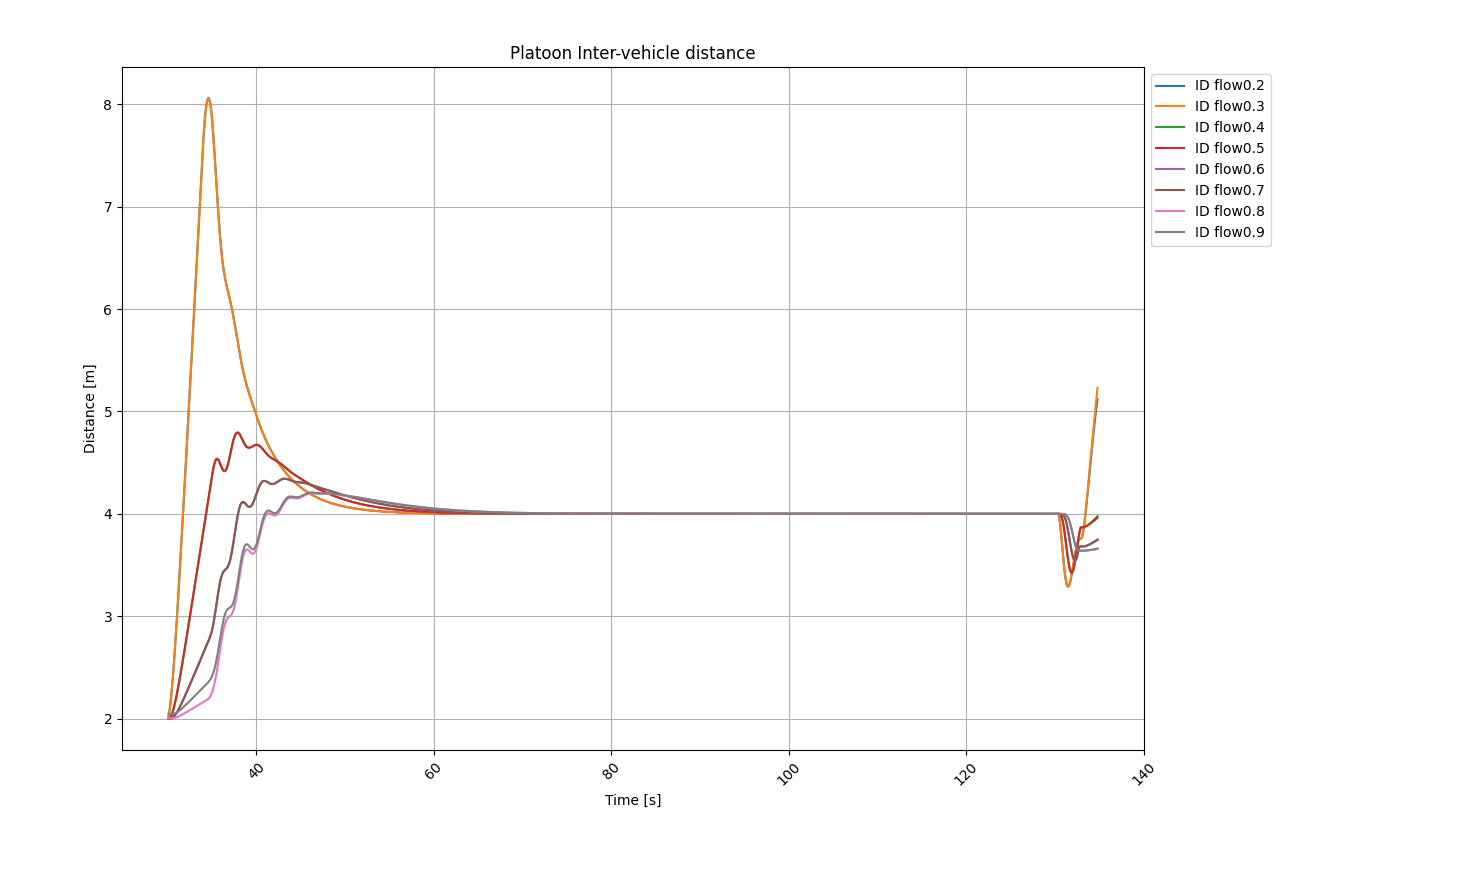 Platoon Inter-vehicle distance
8
7
6
5
4
3
2
Distance [m]
40
60
80
100
120
140
Time [s]
ID flow0.2
ID flow0.3
ID flow0.4
ID flow0.5
ID flow0.6
ID flow0.7
ID flow0.8
ID flow0.9